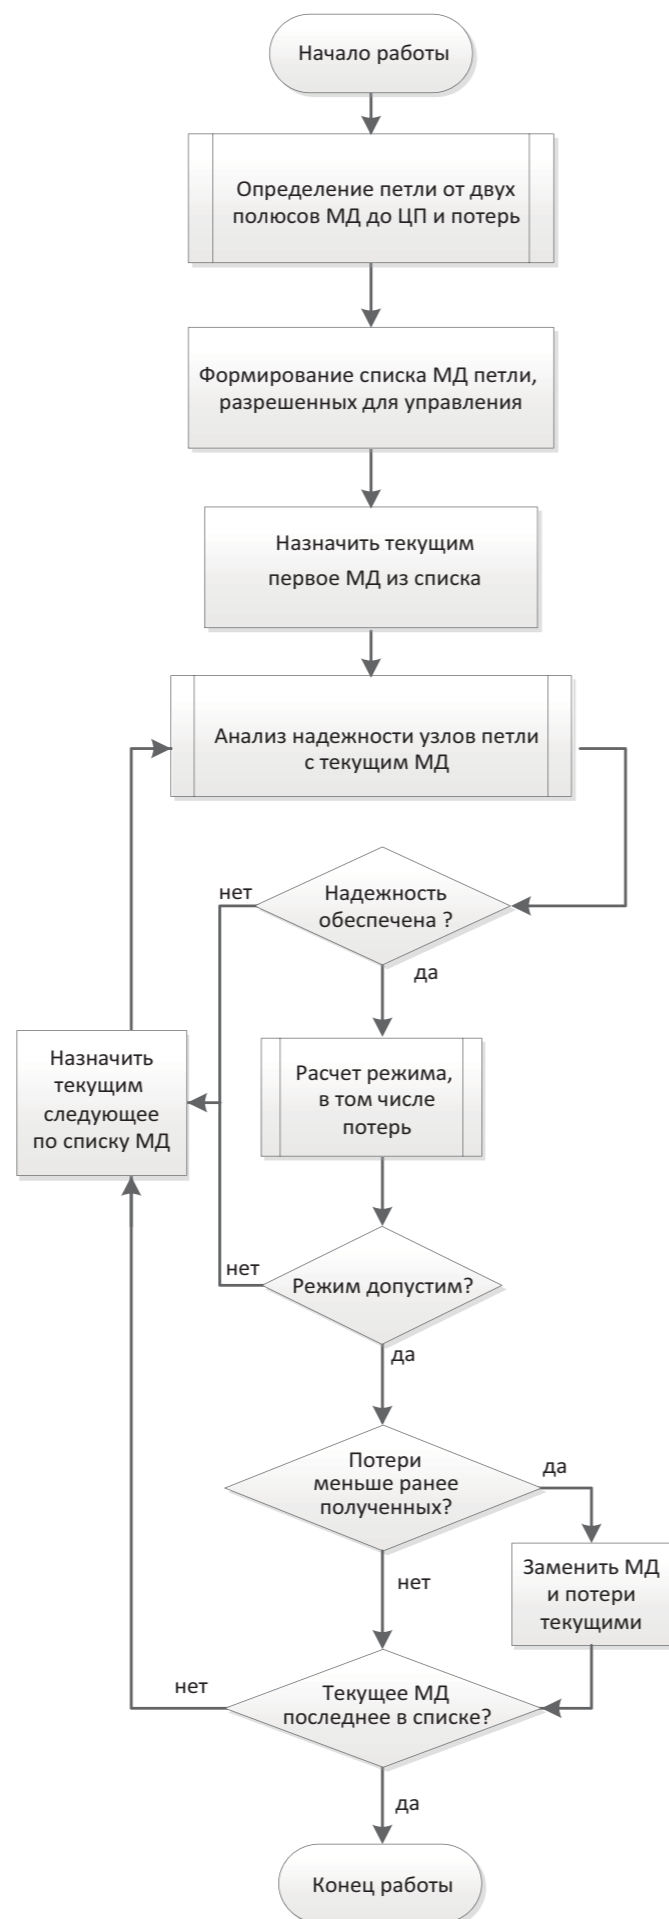 Начало работы
Определение петли от двух
полюсов МД до ЦП и потерь
Формирование списка МД петли,
разрешенных для управления
Назначить текущим
первое МД из списка
Анализ надежности узлов петли
с текущим МД
нет
Надежность
обеспечена ?
да
Назначить
текущим
следующее
по списку МД
Расчет режима,
в том числе
потерь
нет
Режим допустим?
да
Потери
меньше ранее
полученных?
да
нет
Заменить МД
и потери
текущими
нет
Текущее МД
последнее в списке?
да
Конец работы